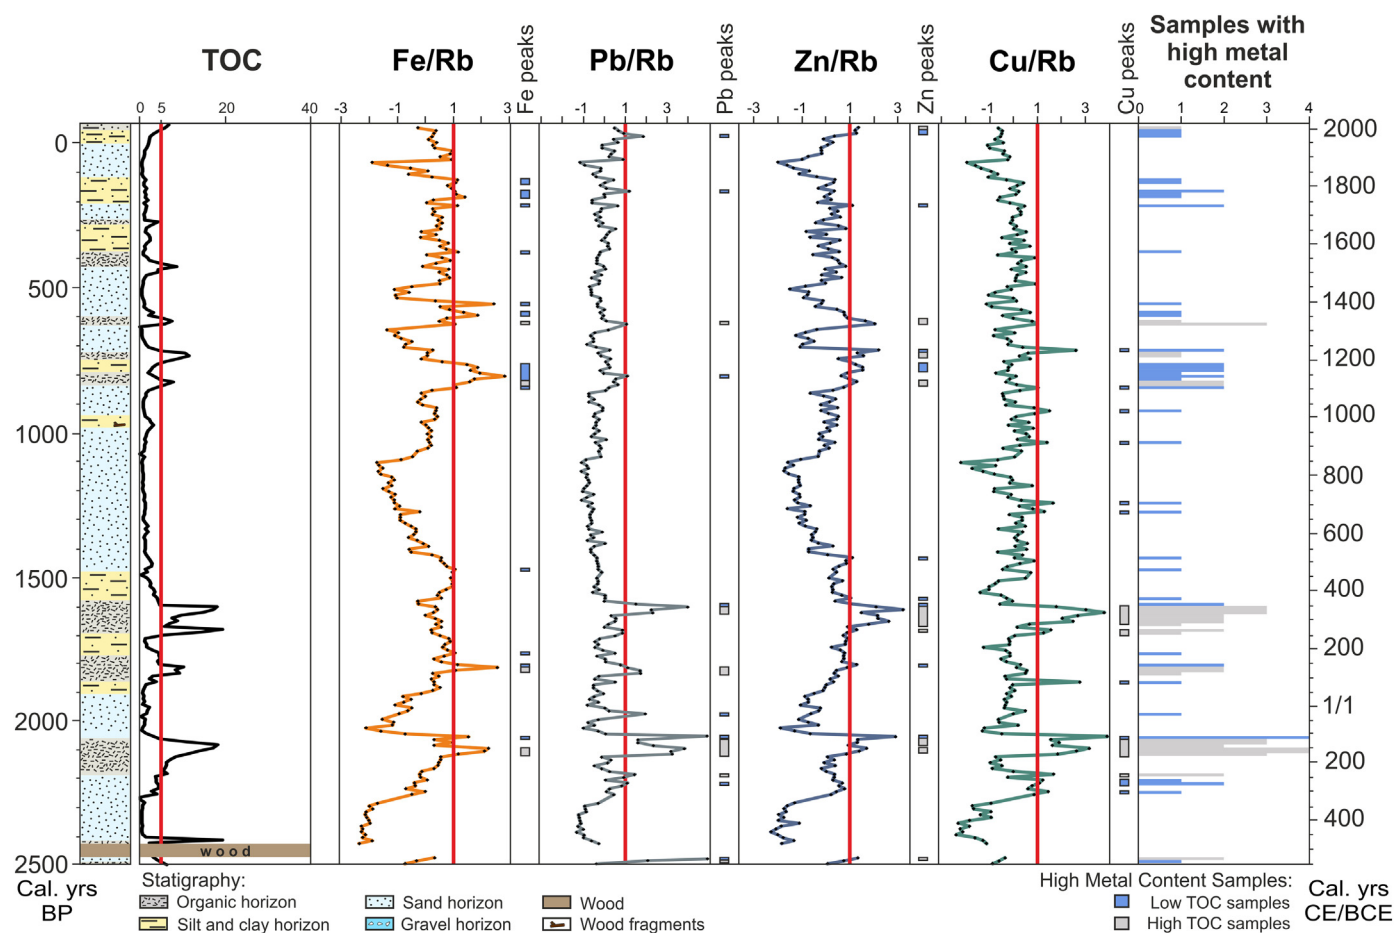 TOC
Fe/Rb
Fe peaks
Pb/Rb
Pb peaks
Zn/Rb
Zn peaks
Cu/Rb
Cu peaks
Samples with
high metal
content
0 5 20 40
-3 -1 1 3
-1 1 3
-3 -1 1 3
-1 1 3
0 1 2 3 4
0
500
1000
1500
2000
2500
2000
1800
1600
1400
1200
1000
800
600
400
200
1/1
200
400
wood
Cal. yrs
BP
Statigraphy:
Organic horizon
Silt and clay horizon
Sand horizon
Gravel horizon
Wood
Wood fragments
High Metal Content Samples:
Low TOC samples
High TOC samples
Cal. yrs
CE/BCE